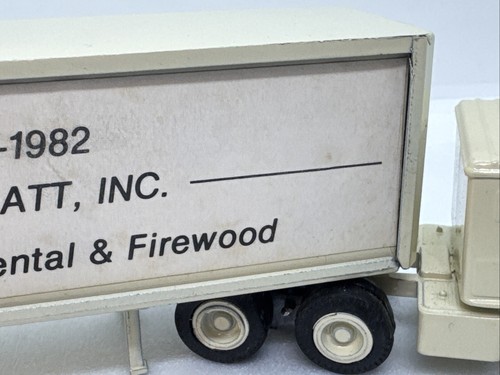 -1982
ATT, INC.
ental & Firewood